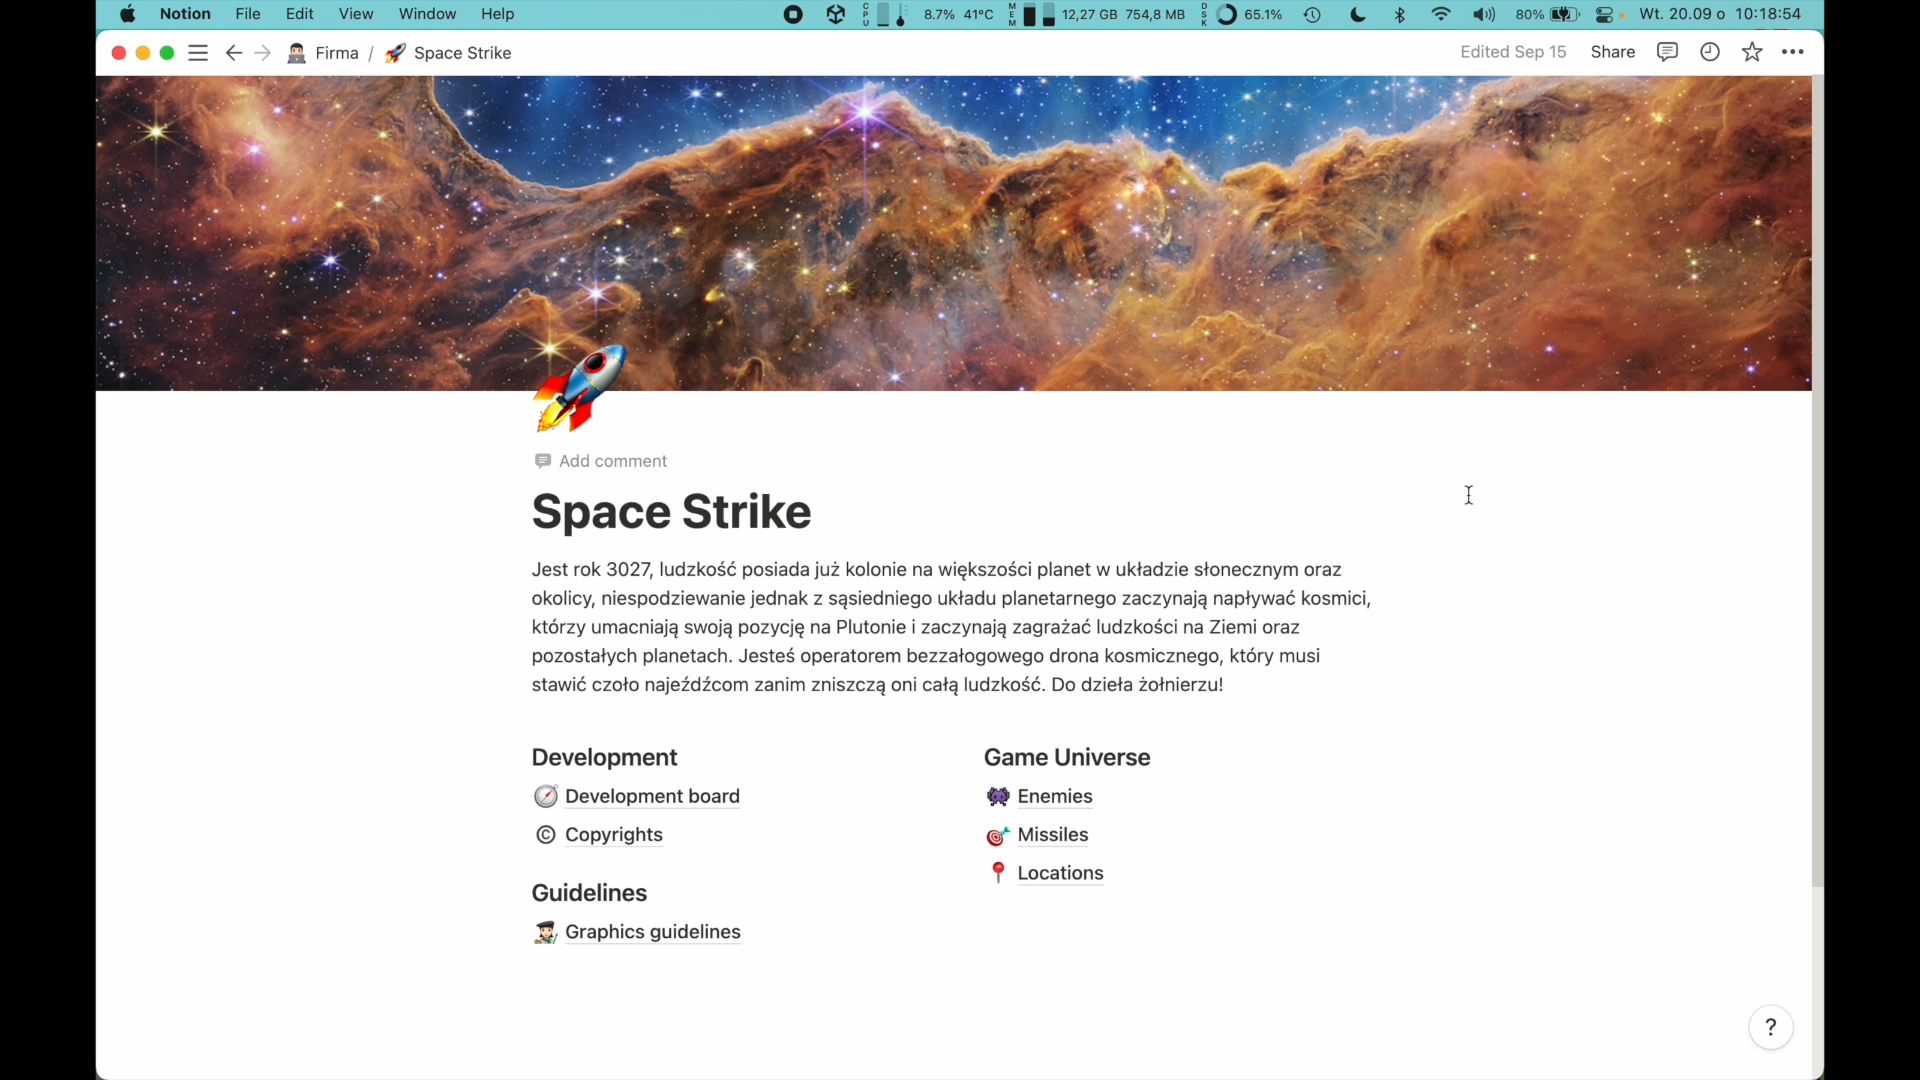 Notion File Edit View Window Help CPU 8.7% 41°C MEM 12,27 GB 754,8 MB DSK 65.1% 80% Wt. 20.09 o 10:18:54
Firma / Space Strike Edited Sep 15 Share
Add comment
Space Strike
Jest rok 3027, ludzkość posiada już kolonie na większości planet w układzie słonecznym oraz
okolicy, niespodziewanie jednak z sąsiedniego układu planetarnego zaczynają napływać kosmici,
którzy umacniają swoją pozycję na Plutonie i zaczynają zagrażać ludzkości na Ziemi oraz
pozostałych planetach. Jesteś operatorem bezzałogowego drona kosmicznego, który musi
stawić czoło najeźdźcom zanim zniszczą oni całą ludzkość. Do dzieła żołnierzu!
Development
Development board
© Copyrights
Guidelines
Graphics guidelines
Game Universe
Enemies
Missiles
Locations
?